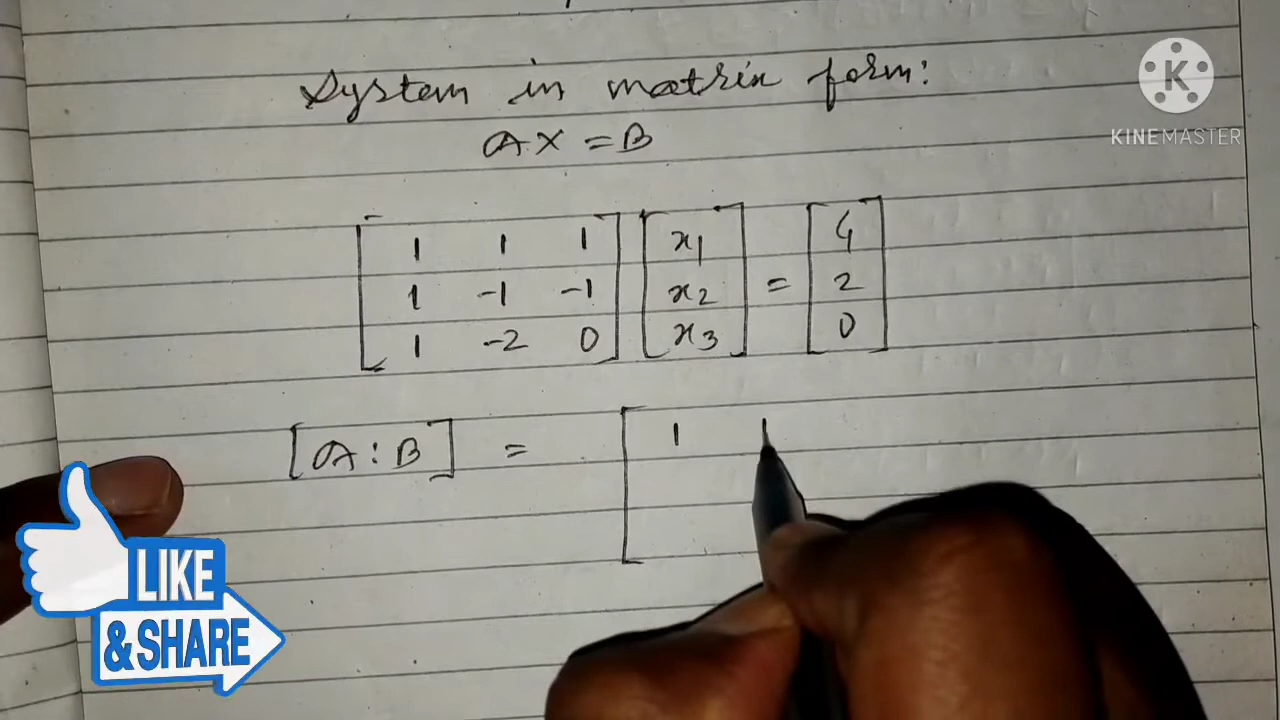 System in matrix form:
AX = B
KINEMASTER
1 1 1 x1 4
1 -1 -1 x2 = 2
1 -2 0 x3 0
[A : B] = [ 1 1
LIKE
& SHARE